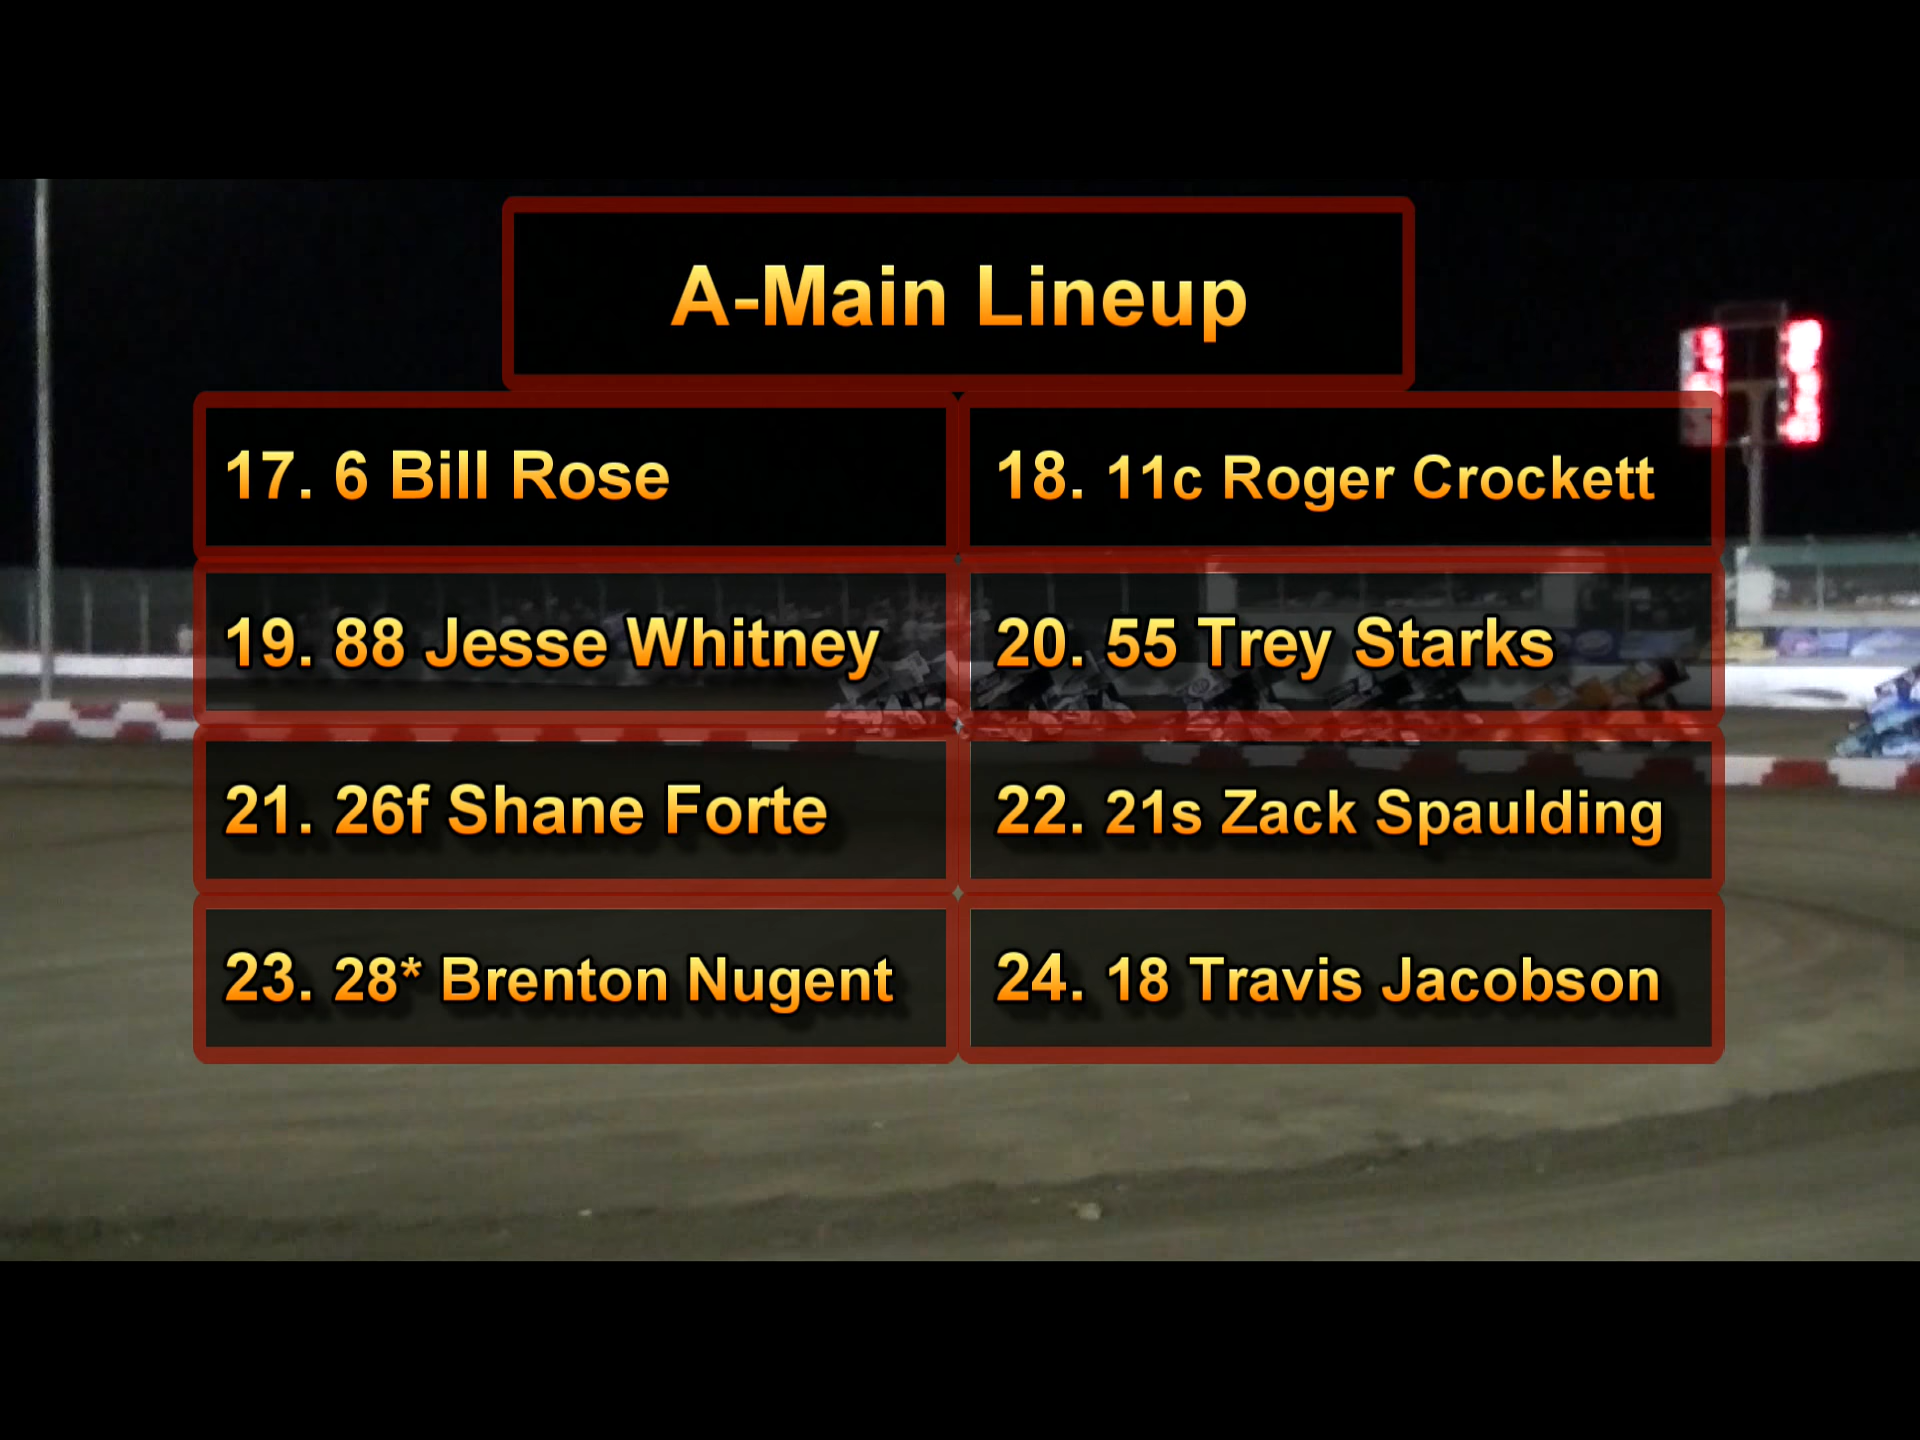 A-Main Lineup
17. 6 Bill Rose
18. 11c Roger Crockett
19. 88 Jesse Whitney
20. 55 Trey Starks
21. 26f Shane Forte
22. 21s Zack Spaulding
23. 28* Brenton Nugent
24. 18 Travis Jacobson